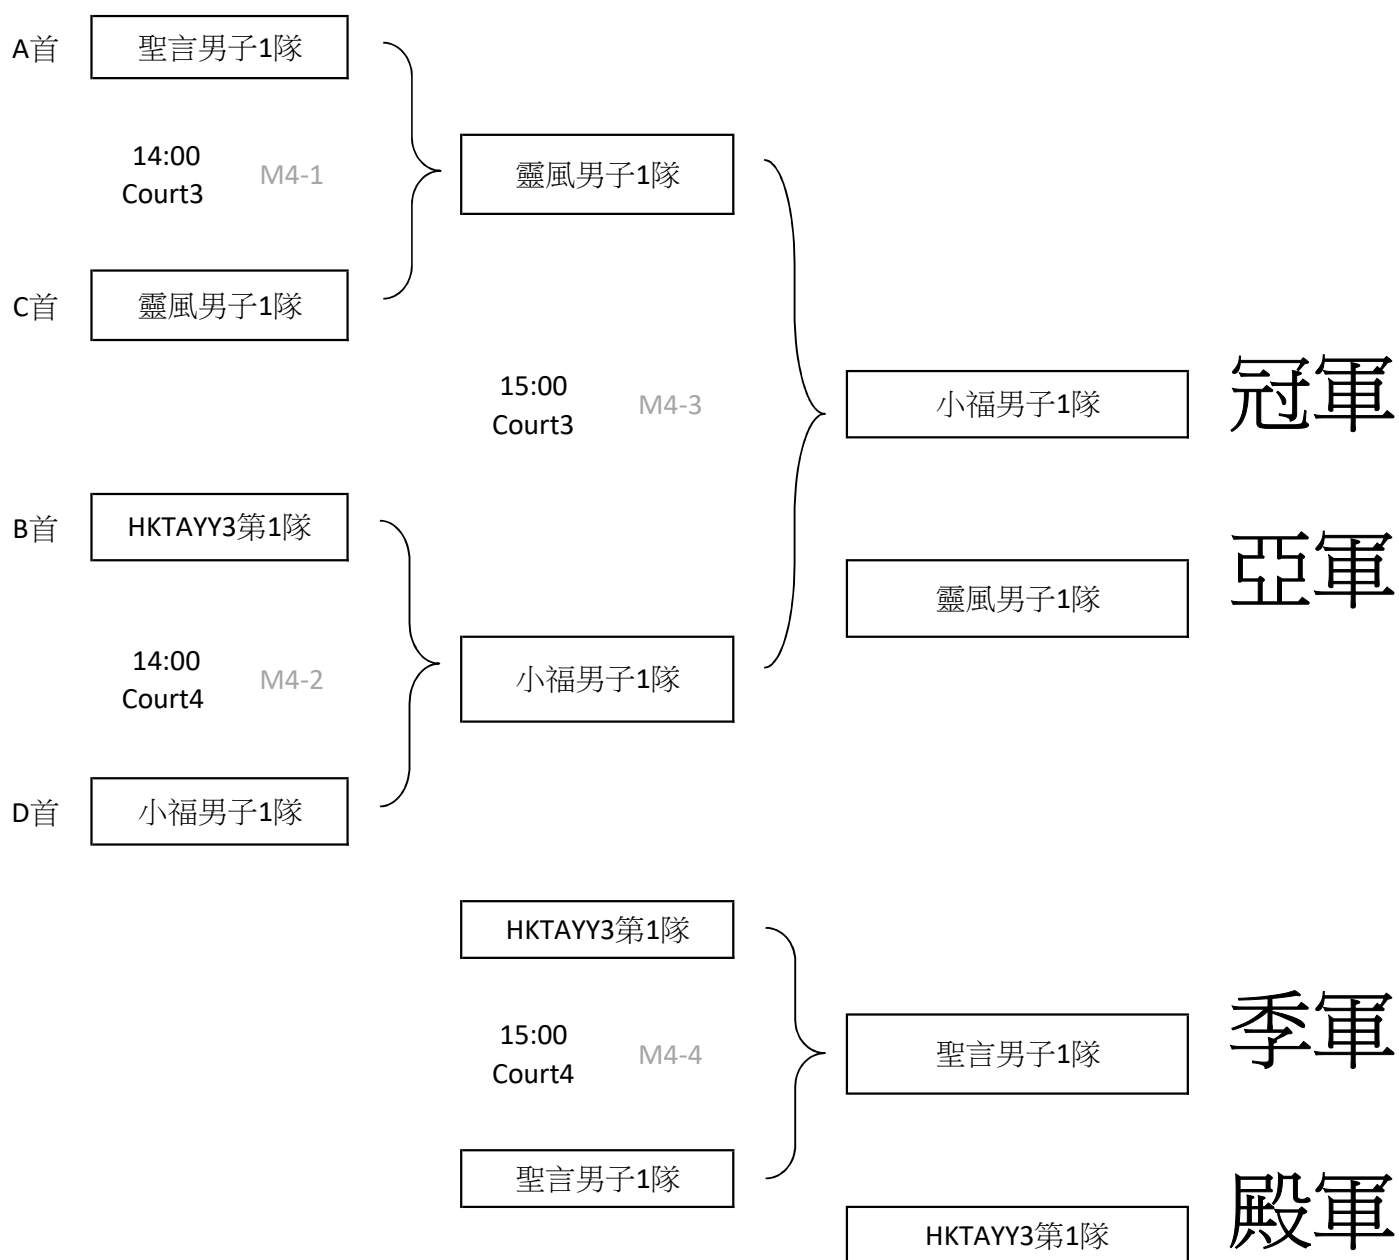 A首
聖言男子1隊
14:00
Court3
M4-1
靈風男子1隊
C首
靈風男子1隊
15:00
Court3
M4-3
小福男子1隊
冠軍
B首
HKTAYY3第1隊
靈風男子1隊
亞軍
14:00
Court4
M4-2
小福男子1隊
D首
小福男子1隊
HKTAYY3第1隊
15:00
Court4
M4-4
聖言男子1隊
季軍
聖言男子1隊
HKTAYY3第1隊
殿軍